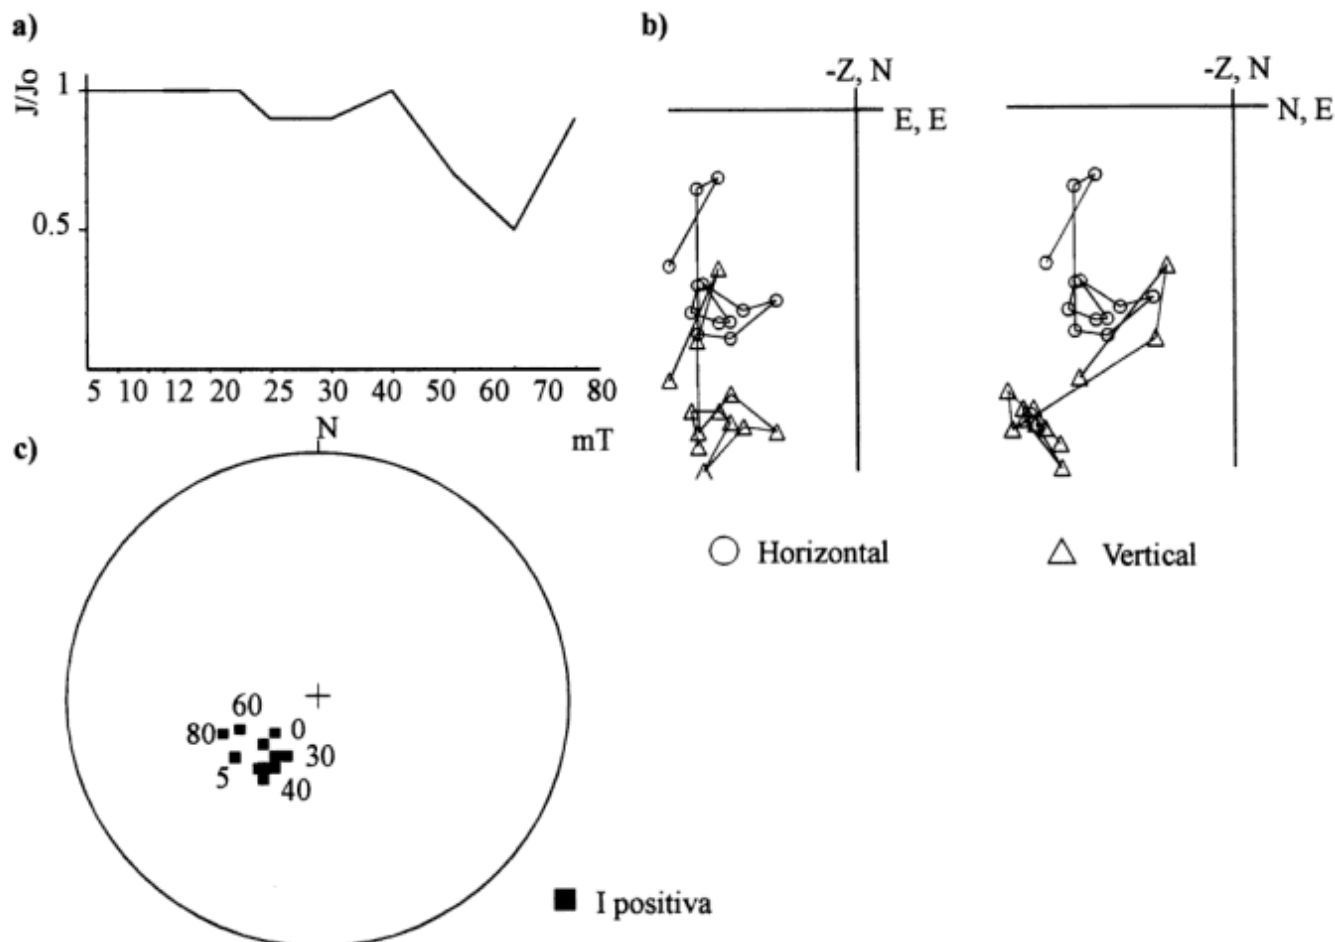 a)
J/Jo
1
0.5
5 10 12 20 25 30 40 50 60 70 80
mT
b)
-Z, N
E, E
-Z, N
N, E
Horizontal
Vertical
c)
N
60
80
0
30
5
40
I positiva